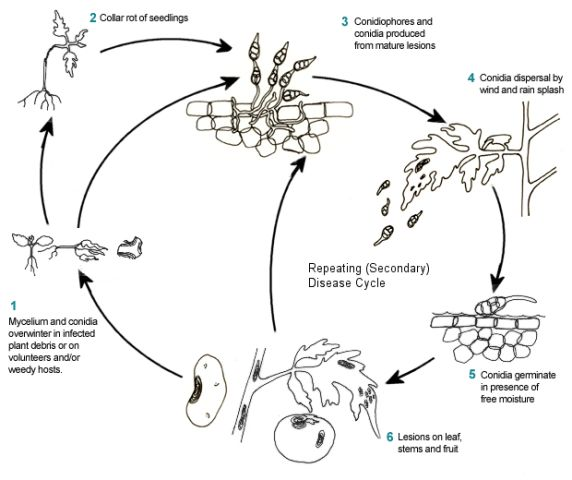 2 Collar rot of seedlings
3 Conidiophores and
conidia produced
from mature lesions
4 Conidia dispersal by
wind and rain splash
Repeating (Secondary)
Disease Cycle
1
Mycelium and conidia
overwinter in infected
plant debris or on
volunteers and/or
weedy hosts.
5 Conidia germinate
in presence of
free moisture
6 Lesions on leaf,
stems and fruit